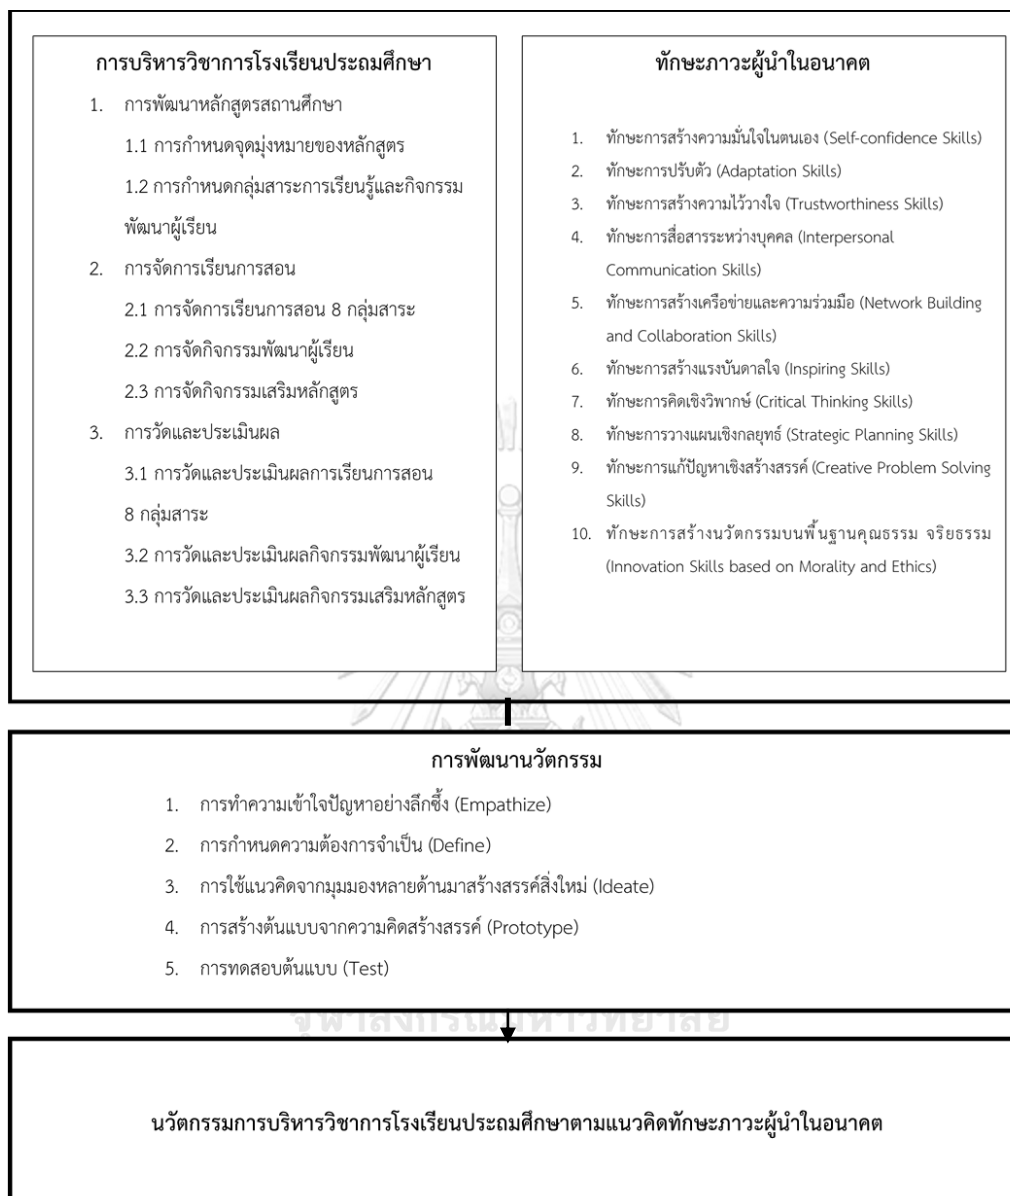 การบริหารวิชาการโรงเรียนประถมศึกษา
1. การพัฒนาหลักสูตรสถานศึกษา
1.1 การกำหนดจุดมุ่งหมายของหลักสูตร
1.2 การกำหนดกลุ่มสาระการเรียนรู้และกิจกรรม
พัฒนาผู้เรียน
2. การจัดการเรียนการสอน
2.1 การจัดการเรียนการสอน 8 กลุ่มสาระ
2.2 การจัดกิจกรรมพัฒนาผู้เรียน
2.3 การจัดกิจกรรมเสริมหลักสูตร
3. การวัดและประเมินผล
3.1 การวัดและประเมินผลการเรียนการสอน
8 กลุ่มสาระ
3.2 การวัดและประเมินผลกิจกรรมพัฒนาผู้เรียน
3.3 การวัดและประเมินผลกิจกรรมเสริมหลักสูตร
ทักษะภาวะผู้นำในอนาคต
1. ทักษะการสร้างความมั่นใจในตนเอง (Self-confidence Skills)
2. ทักษะการปรับตัว (Adaptation Skills)
3. ทักษะการสร้างความไว้วางใจ (Trustworthiness Skills)
4. ทักษะการสื่อสารระหว่างบุคคล (Interpersonal
Communication Skills)
5. ทักษะการสร้างเครือข่ายและความร่วมมือ (Network Building
and Collaboration Skills)
6. ทักษะการสร้างแรงบันดาลใจ (Inspiring Skills)
7. ทักษะการคิดเชิงวิพากษ์ (Critical Thinking Skills)
8. ทักษะการวางแผนเชิงกลยุทธ์ (Strategic Planning Skills)
9. ทักษะการแก้ปัญหาเชิงสร้างสรรค์ (Creative Problem Solving
Skills)
10. ทักษะการสร้างนวัตกรรมบนพื้นฐานคุณธรรม จริยธรรม
(Innovation Skills based on Morality and Ethics)
การพัฒนานวัตกรรม
1. การทำความเข้าใจปัญหาอย่างลึกซึ้ง (Empathize)
2. การกำหนดความต้องการจำเป็น (Define)
3. การใช้แนวคิดจากมุมมองหลายด้านมาสร้างสรรค์สิ่งใหม่ (Ideate)
4. การสร้างต้นแบบจากความคิดสร้างสรรค์ (Prototype)
5. การทดสอบต้นแบบ (Test)
จุฬาลงกรณ์มหาวิทยาลัย
นวัตกรรมการบริหารวิชาการโรงเรียนประถมศึกษาตามแนวคิดทักษะภาวะผู้นำในอนาคต